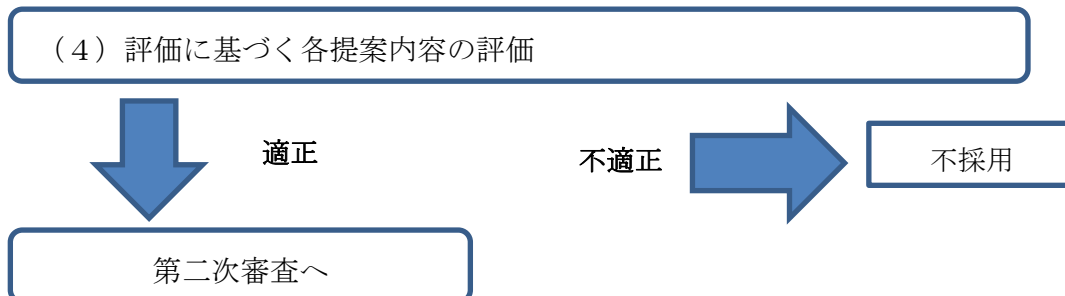 （４）評価に基づく各提案内容の評価
適正
不適正
不採用
第二次審査へ